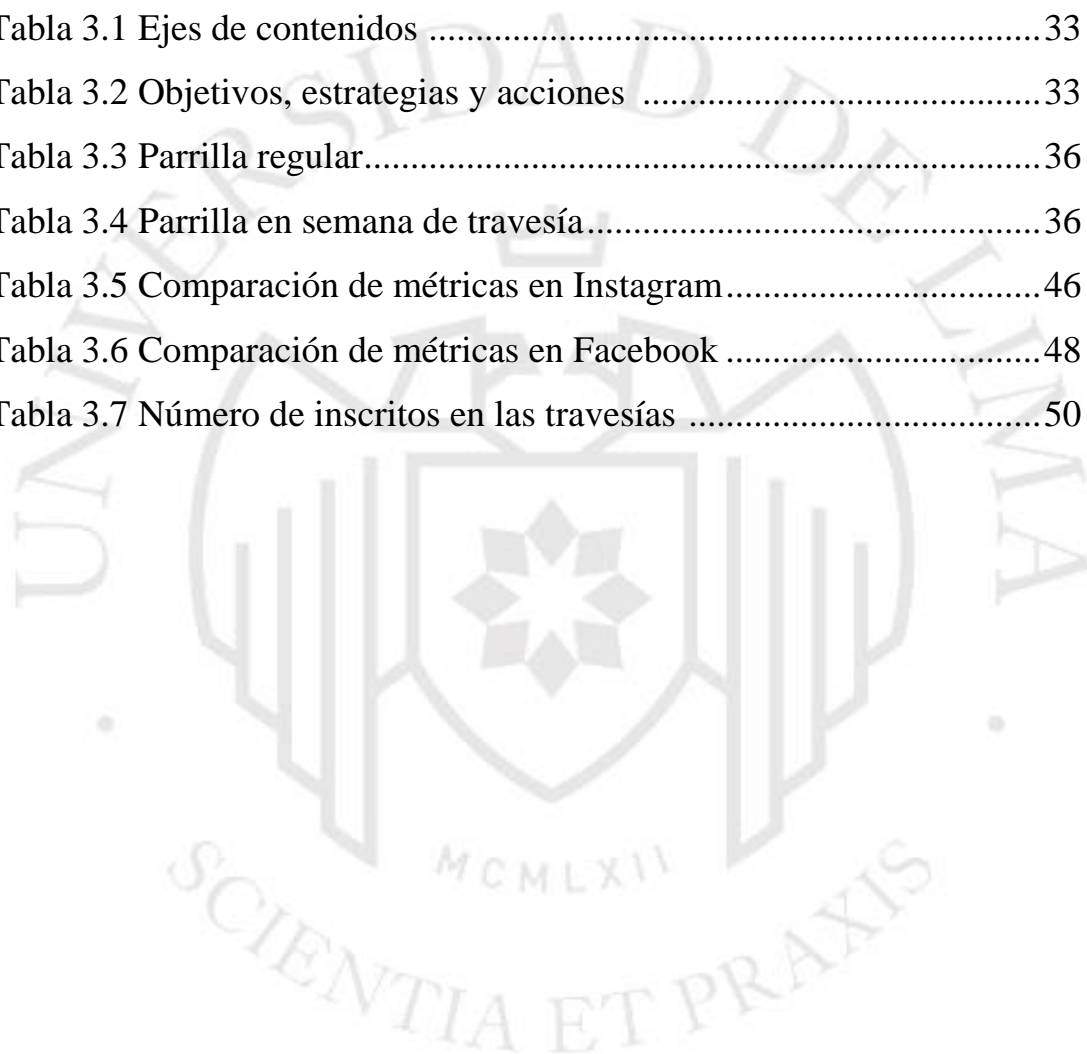 Tabla 3.1 Ejes de contenidos ..................................................................33
Tabla 3.2 Objetivos, estrategias y acciones ...........................................33
Tabla 3.3 Parrilla regular.........................................................................36
Tabla 3.4 Parrilla en semana de travesía.................................................36
Tabla 3.5 Comparación de métricas en Instagram..................................46
Tabla 3.6 Comparación de métricas en Facebook ..................................48
Tabla 3.7 Número de inscritos en las travesías ......................................50
UNIVERSIDAD DE LIMA
MCMLXII
SCIENTIA ET PRAXIS